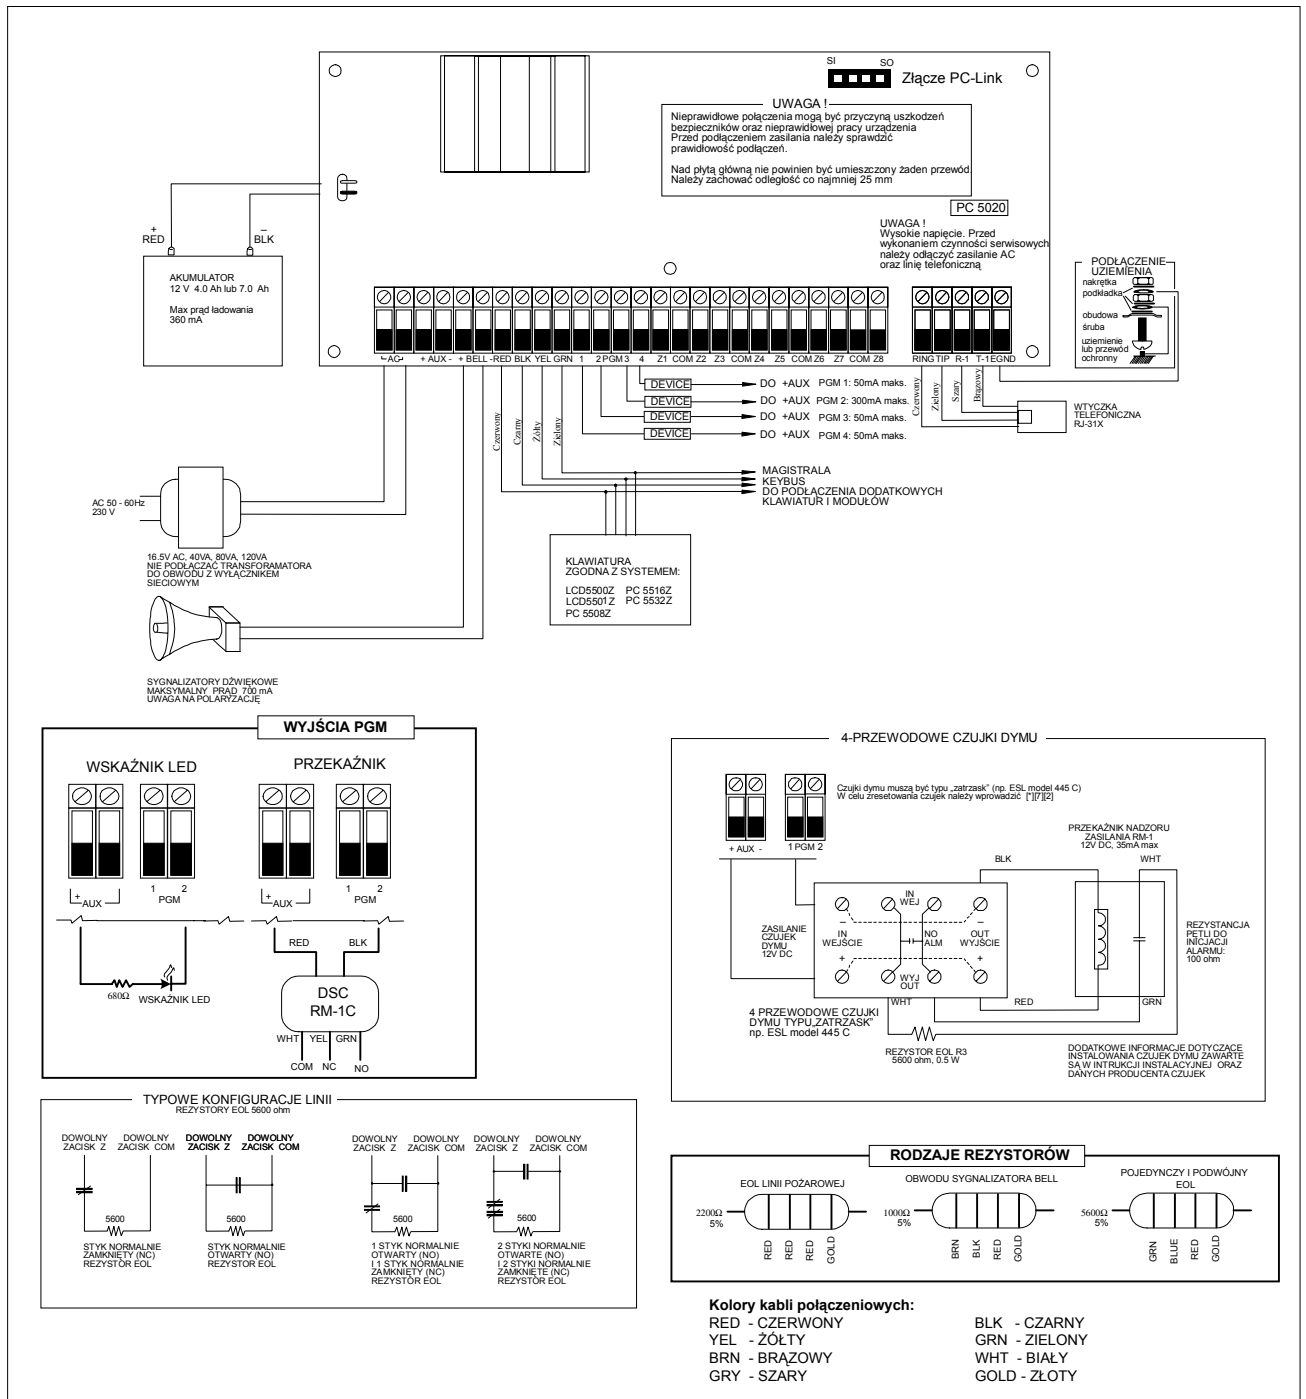 SI
SO
Złącze PC-Link
UWAGA !
Nieprawidłowe połączenia mogą być przyczyną uszkodzeń
bezpieczników oraz nieprawidłowej pracy urządzenia
Przed podłączeniem zasilania należy sprawdzić
prawidłowość podłączeń.
Nad płytą główną nie powinien być umieszczony żaden przewód.
Należy zachować odległość co najmniej 25 mm
PC 5020
UWAGA !
Wysokie napięcie. Przed
wykonaniem czynności serwisowych
należy odłączyć zasilanie AC
oraz linię telefoniczną
+
RED
–
BLK
AKUMULATOR
12 V 4.0 Ah lub 7.0 Ah
Max prąd ładowania
360 mA
PODŁĄCZENIE
UZIEMIENIA
nakrętka
podkładka
obudowa
śruba
uziemienie
lub przewód
ochronny
AC + AUX - + BELL - RED BLK YEL GRN 1 2 PGM 3 4 Z1 COM Z2 Z3 COM Z4 Z5 COM Z6 Z7 COM Z8 RING TIP R-1 T-1 EGND
Czerwony
Czarny
Żółty
Zielony
DEVICE DO +AUX PGM 1: 50mA maks.
DEVICE DO +AUX PGM 2: 300mA maks.
DEVICE DO +AUX PGM 3: 50mA maks.
DEVICE DO +AUX PGM 4: 50mA maks.
Czerwony
Zielony
Szary
Brązowy
WTYCZKA
TELEFONICZNA
RJ-31X
MAGISTRALA
KEYBUS
DO PODŁĄCZENIA DODATKOWYCH
KLAWIATUR I MODUŁÓW
AC 50 - 60Hz
230 V
16.5V AC, 40VA, 80VA, 120VA
NIE PODŁĄCZAĆ TRANSFORAMATORA
DO OBWODU Z WYŁĄCZNIKEM
SIECIOWYM
KLAWIATURA
ZGODNA Z SYSTEMEM:
LCD5500Z PC 5516Z
LCD5501Z PC 5532Z
PC 5508Z
SYGNALIZATORY DŹWIĘKOWE
MAKSYMALNY PRĄD 700 mA
UWAGA NA POLARYZACJĘ
WYJŚCIA PGM
WSKAŹNIK LED
PRZEKAŹNIK
+
AUX
1 2
PGM
+
AUX
1 2
PGM
RED
BLK
680Ω
WSKAŹNIK LED
DSC
RM-1C
WHT YEL GRN
COM NC NO
4-PRZEWODOWE CZUJKI DYMU
Czujki dymu muszą być typu „zatrzask” (np. ESL model 445 C)
W celu zresetowania czujek należy wprowadzić [*][7][2]
+ AUX -
1 PGM 2
PRZEKAŹNIK NADZORU
ZASILANIA RM-1
12V DC, 35mA max
BLK
WHT
ZASILANIE
CZUJEK
DYMU
12V DC
IN
WEJ
–
IN
WEJŚCIE
+
NO
ALM
–
OUT
WYJŚCIE
+
WYJ
OUT
REZYSTANCJA
PĘTLI DO
INICJACJI
ALARMU:
100 ohm
WHT
RED
GRN
4 PRZEWODOWE CZUJKI
DYMU TYPU„ZATRZASK”
np. ESL model 445 C
REZYSTOR EOL R3
5600 ohm, 0.5 W
DODATKOWE INFORMACJE DOTYCZĄCE
INSTALOWANIA CZUJEK DYMU ZAWARTE
SĄ W INTRUKCJI INSTALACYJNEJ ORAZ
DANYCH PRODUCENTA CZUJEK
TYPOWE KONFIGURACJE LINII
REZYSTORY EOL 5600 ohm
DOWOLNY
ZACISK Z
DOWOLNY
ZACISK COM
5600
STYK NORMALNIE
ZAMKNIĘTY (NC)
REZYSTOR EOL
DOWOLNY
ZACISK Z
DOWOLNY
ZACISK COM
5600
STYK NORMALNIE
OTWARTY (NO)
REZYSTOR EOL
DOWOLNY
ZACISK Z
DOWOLNY
ZACISK COM
5600
1 STYK NORMALNIE
OTWARTY (NO)
I 1 STYK NORMALNIE
ZAMKNIĘTY (NC)
REZYSTOR EOL
DOWOLNY
ZACISK Z
DOWOLNY
ZACISK COM
5600
2 STYKI NORMALNIE
OTWARTE (NO)
I 2 STYKI NORMALNIE
ZAMKNIĘTE (NC)
REZYSTOR EOL
RODZAJE REZYSTORÓW
EOL LINII POŻAROWEJ
2200Ω
5%
RED
RED
RED
GOLD
OBWODU SYGNALIZATORA BELL
1000Ω
5%
BRN
BLK
RED
GOLD
POJEDYNCZY I PODWÓJNY
EOL
5600Ω
5%
GRN
BLUE
RED
GOLD
Kolory kabli połączeniowych:
RED - CZERWONY
YEL - ŻÓŁTY
BRN - BRĄZOWY
GRY - SZARY
BLK - CZARNY
GRN - ZIELONY
WHT - BIAŁY
GOLD - ZŁOTY